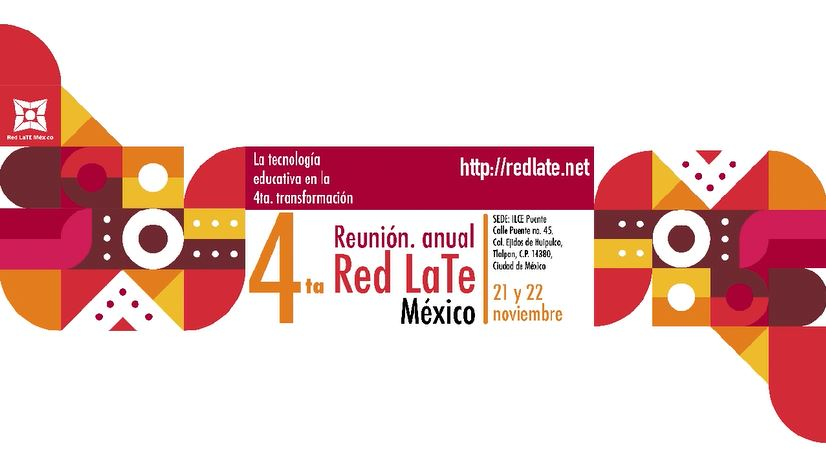 Red LaTE México
La tecnología
educativa en la
4ta. transformación
http://redlate.net
4ta
Reunión. anual
Red LaTe
México
SEDE: ILCE Puente
Calle Puente no. 45,
Col. Ejidos de Huipulco,
Tlalpan, C.P. 14380,
Ciudad de México
21 y 22
noviembre